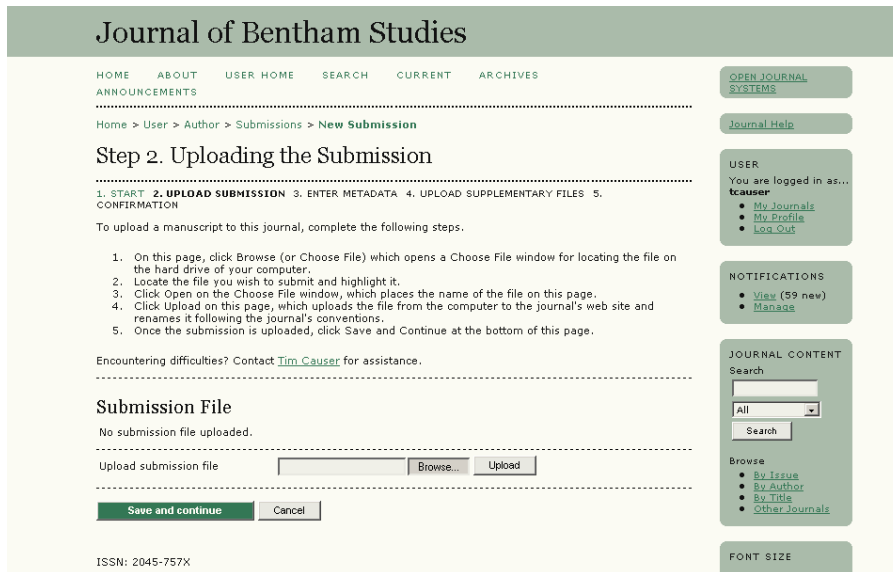 Journal of Bentham Studies
HOME ABOUT USER HOME SEARCH CURRENT ARCHIVES
ANNOUNCEMENTS
Home > User > Author > Submissions > New Submission
Step 2. Uploading the Submission
1. START 2. UPLOAD SUBMISSION 3. ENTER METADATA 4. UPLOAD SUPPLEMENTARY FILES 5.
CONFIRMATION
To upload a manuscript to this journal, complete the following steps.
1. On this page, click Browse (or Choose File) which opens a Choose File window for locating the file on
the hard drive of your computer.
2. Locate the file you wish to submit and highlight it.
3. Click Open on the Choose File window, which places the name of the file on this page.
4. Click Upload on this page, which uploads the file from the computer to the journal's web site and
renames it following the journal's conventions.
5. Once the submission is uploaded, click Save and Continue at the bottom of this page.
Encountering difficulties? Contact Tim Causer for assistance.
Submission File
No submission file uploaded.
Upload submission file Browse... Upload
Save and continue Cancel
ISSN: 2045-757X
OPEN JOURNAL
SYSTEMS
Journal Help
USER
You are logged in as...
tcauser
My Journals
My Profile
Log Out
NOTIFICATIONS
View (59 new)
Manage
JOURNAL CONTENT
Search
All
Search
Browse
By Issue
By Author
By Title
Other Journals
FONT SIZE